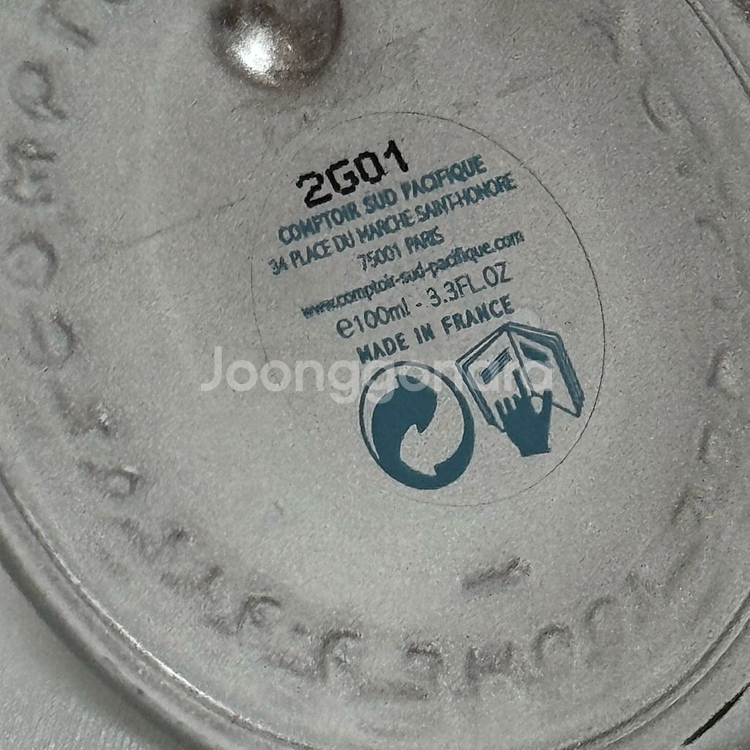 2G01
COMPTOIR SUD PACIFIQUE
34 PLACE DU MARCHE SAINT-HONORE
75001 PARIS
www.comptoir-sud-pacifique.com
e100ml - 3.3FL.OZ
MADE IN FRANCE
Joonggonara